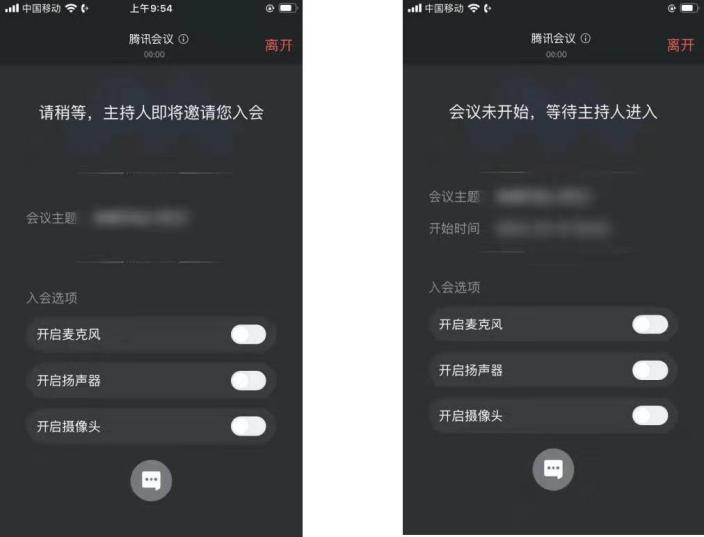 中国移动
上午9:54
腾讯会议
00:00
离开
请稍等，主持人即将邀请您入会
会议主题
入会选项
开启麦克风
开启扬声器
开启摄像头
中国移动
腾讯会议
00:00
离开
会议未开始，等待主持人进入
会议主题
开始时间
入会选项
开启麦克风
开启扬声器
开启摄像头